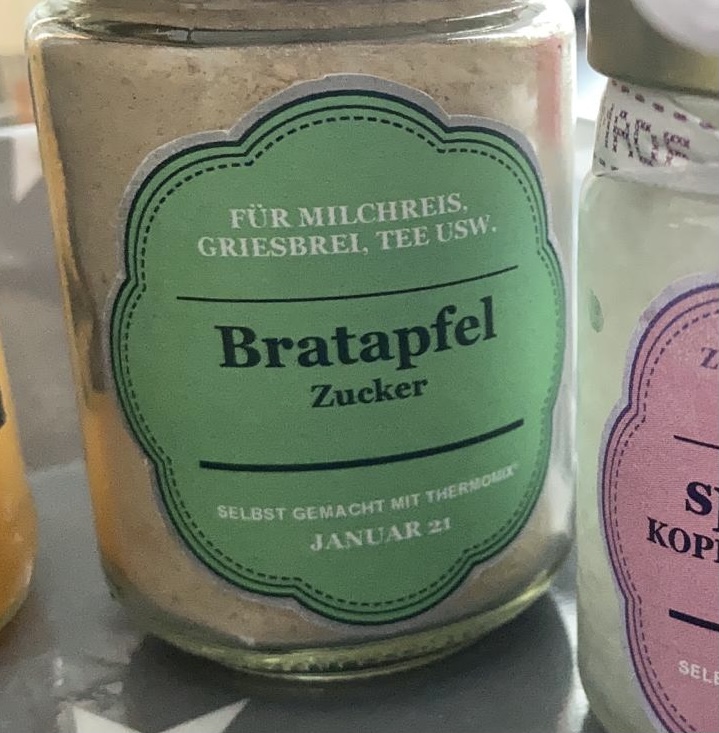 FÜR MILCHREIS,
GRIESBREI, TEE USW.
Bratapfel
Zucker
SELBST GEMACHT MIT THERMOMIX®
JANUAR 21